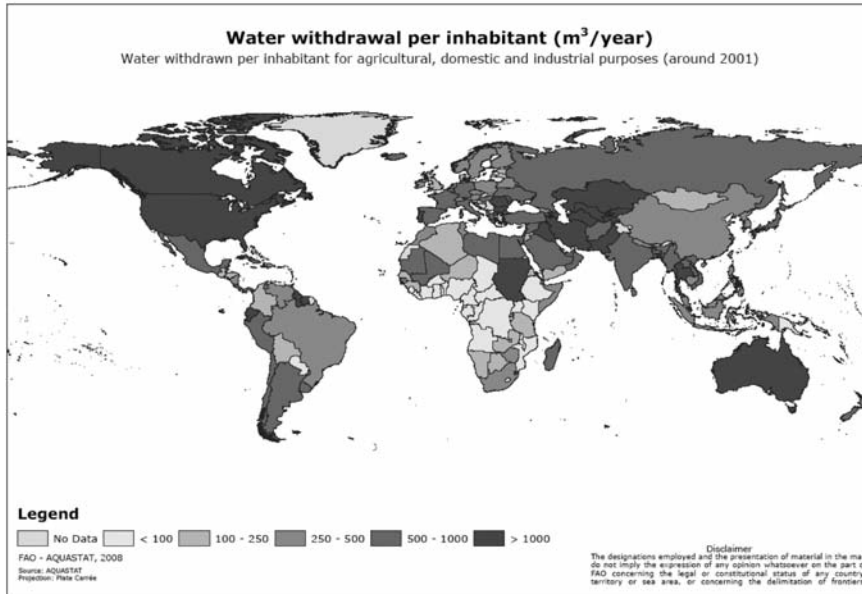 Water withdrawal per inhabitant (m³/year)
Water withdrawn per inhabitant for agricultural, domestic and industrial purposes (around 2001)
Legend
No Data < 100 100 - 250 250 - 500 500 - 1000 > 1000
FAO - AQUASTAT, 2008
Source: AQUASTAT
Projection: Plate Carrée
Disclaimer
The designations employed and the presentation of material in the ma
do not imply the expression of any opinion whatsoever on the part o
FAO concerning the legal or constitutional status of any country
territory or sea area, or concerning the delimitation of frontier